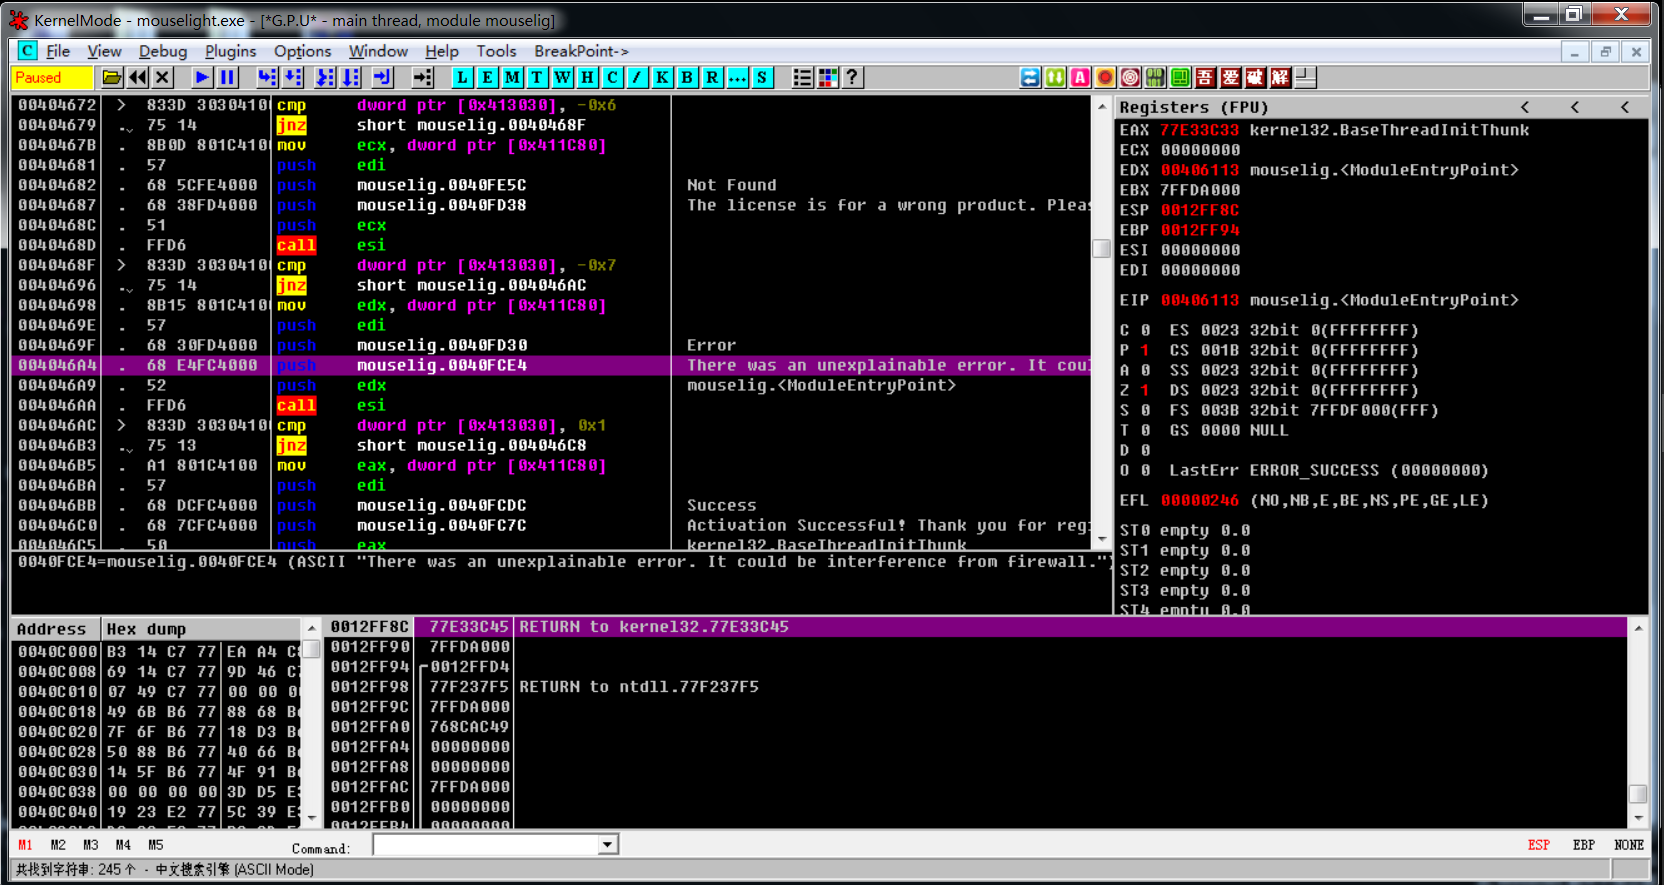 KernelMode - mouselight.exe - [*G.P.U* - main thread, module mouselig]
C File View Debug Plugins Options Window Help Tools BreakPoint->
Paused L E M T W H C / K B R ... S ? A 吾 爱 破 解
00404672 > 833D 3030410 cmp dword ptr [0x413030], -0x6
00404679 . 75 14 jnz short mouselig.0040468F
0040467B . 8B0D 801C410 mov ecx, dword ptr [0x411C80]
00404681 . 57 push edi
00404682 . 68 5CFE4000 push mouselig.0040FE5C Not Found
00404687 . 68 38FD4000 push mouselig.0040FD38 The license is for a wrong product. Pleas
0040468C . 51 push ecx
0040468D . FFD6 call esi
0040468F > 833D 3030410 cmp dword ptr [0x413030], -0x7
00404696 . 75 14 jnz short mouselig.004046AC
00404698 . 8B15 801C410 mov edx, dword ptr [0x411C80]
0040469E . 57 push edi
0040469F . 68 30FD4000 push mouselig.0040FD30 Error
004046A4 . 68 E4FC4000 push mouselig.0040FCE4 There was an unexplainable error. It coul
004046A9 . 52 push edx mouselig.<ModuleEntryPoint>
004046AA . FFD6 call esi
004046AC > 833D 3030410 cmp dword ptr [0x413030], 0x1
004046B3 . 75 13 jnz short mouselig.004046C8
004046B5 . A1 801C4100 mov eax, dword ptr [0x411C80]
004046BA . 57 push edi
004046BB . 68 DCFC4000 push mouselig.0040FCDC Success
004046C0 . 68 7CFC4000 push mouselig.0040FC7C Activation Successful! Thank you for regi
004046C5 . 50 push eax kernel32.BaseThreadInitThunk
0040FCE4=mouselig.0040FCE4 (ASCII "There was an unexplainable error. It could be interference from firewall.")
Registers (FPU) < < <
EAX 77E33C33 kernel32.BaseThreadInitThunk
ECX 00000000
EDX 00406113 mouselig.<ModuleEntryPoint>
EBX 7FFDA000
ESP 0012FF8C
EBP 0012FF94
ESI 00000000
EDI 00000000
EIP 00406113 mouselig.<ModuleEntryPoint>
C 0 ES 0023 32bit 0(FFFFFFFF)
P 1 CS 001B 32bit 0(FFFFFFFF)
A 0 SS 0023 32bit 0(FFFFFFFF)
Z 1 DS 0023 32bit 0(FFFFFFFF)
S 0 FS 003B 32bit 7FFDF000(FFF)
T 0 GS 0000 NULL
D 0
O 0 LastErr ERROR_SUCCESS (00000000)
EFL 00000246 (NO,NB,E,BE,NS,PE,GE,LE)
ST0 empty 0.0
ST1 empty 0.0
ST2 empty 0.0
ST3 empty 0.0
ST4 empty 0.0
Address Hex dump
0040C000 B3 14 C7 77 EA A4 C8
0040C008 69 14 C7 77 9D 46 C7
0040C010 07 49 C7 77 00 00 00
0040C018 49 6B B6 77 88 68 B6
0040C020 7F 6F B6 77 18 D3 B6
0040C028 50 88 B6 77 40 66 B6
0040C030 14 5F B6 77 4F 91 B6
0040C038 00 00 00 00 3D D5 E3
0040C040 19 23 E2 77 5C 39 E3
0012FF8C 77E33C45 RETURN to kernel32.77E33C45
0012FF90 7FFDA000
0012FF94 0012FFD4
0012FF98 77F237F5 RETURN to ntdll.77F237F5
0012FF9C 7FFDA000
0012FFA0 768CAC49
0012FFA4 00000000
0012FFA8 00000000
0012FFAC 7FFDA000
0012FFB0 00000000
0012FFB4 00000000
M1 M2 M3 M4 M5 Command: ESP EBP NONE
共找到字符串: 245 个 - 中文搜索引擎 (ASCII Mode)